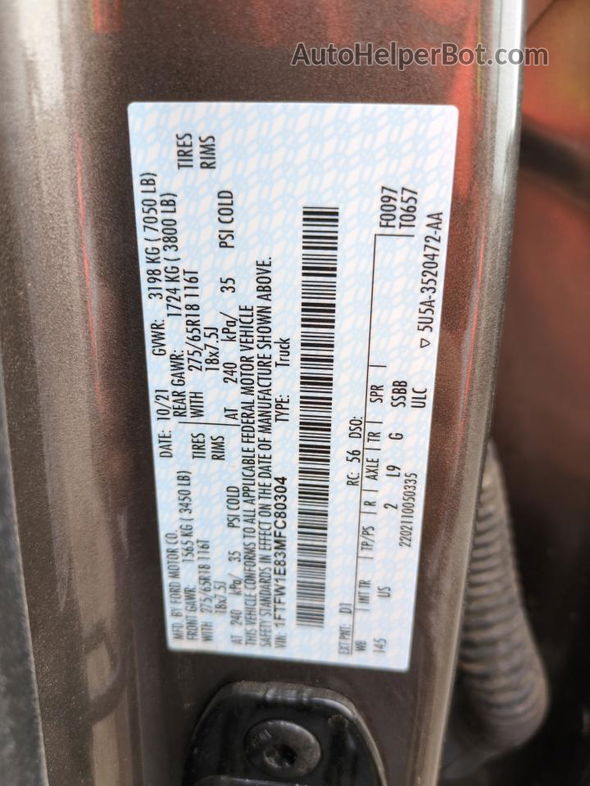 AutoHelperBot.com
MFD. BY FORD MOTOR CO.
DATE: 10/21 GVWR: 3198 KG ( 7050 LB)
FRONT GAWR: 1565 KG ( 3450 LB) REAR GAWR: 1724 KG ( 3800 LB)
WITH 275/65R18 116T TIRES WITH 275/65R18 116T TIRES
18x7.5J RIMS 18x7.5J RIMS
AT 240 kPa/ 35 PSI COLD AT 240 kPa/ 35 PSI COLD
THIS VEHICLE CONFORMS TO ALL APPLICABLE FEDERAL MOTOR VEHICLE
SAFETY STANDARDS IN EFFECT ON THE DATE OF MANUFACTURE SHOWN ABOVE.
VIN: 1FTFW1E83MFC80304 TYPE: Truck
F0097
T0657
EXT PNT: D1 RC: 56 DSO:
WB INT TR TP/PS R AXLE TR SPR
145 US 2 L9 G SSBB
2202110050335 ULC
▽ 5U5A-3520472-AA